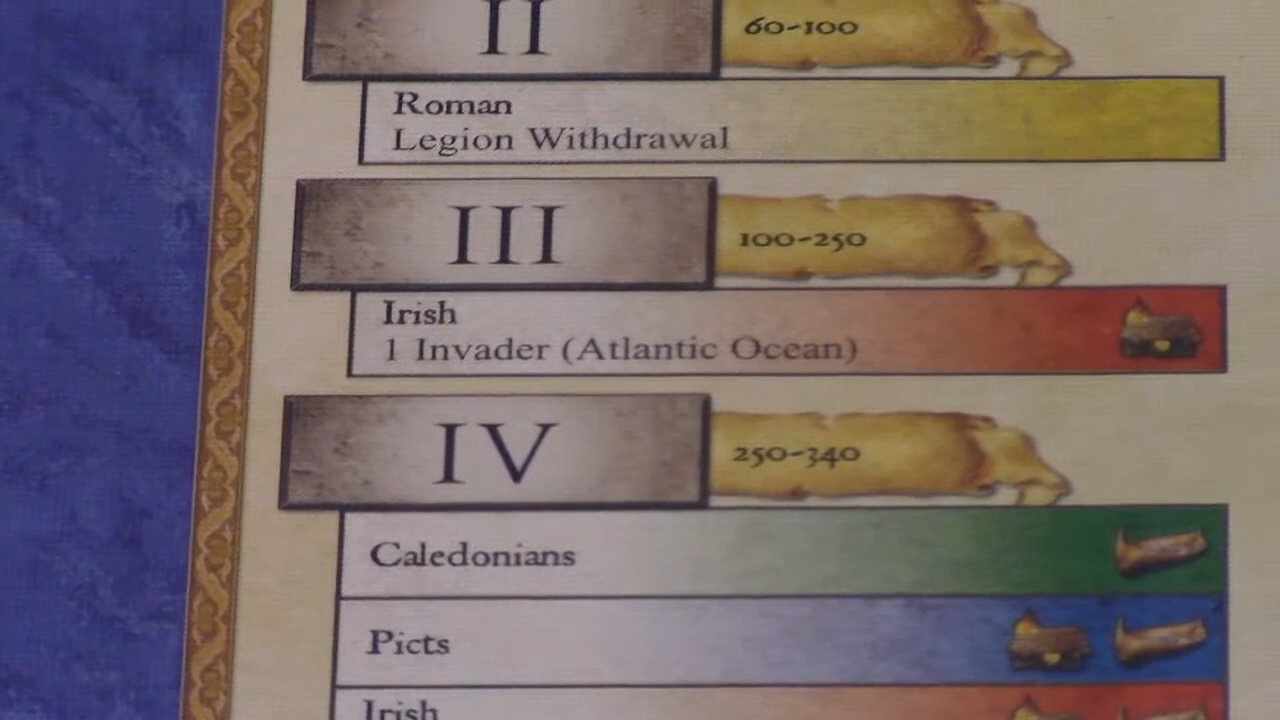 II
60-100
Roman
Legion Withdrawal
III
100-250
Irish
1 Invader (Atlantic Ocean)
IV
250-340
Caledonians
Picts
Irish